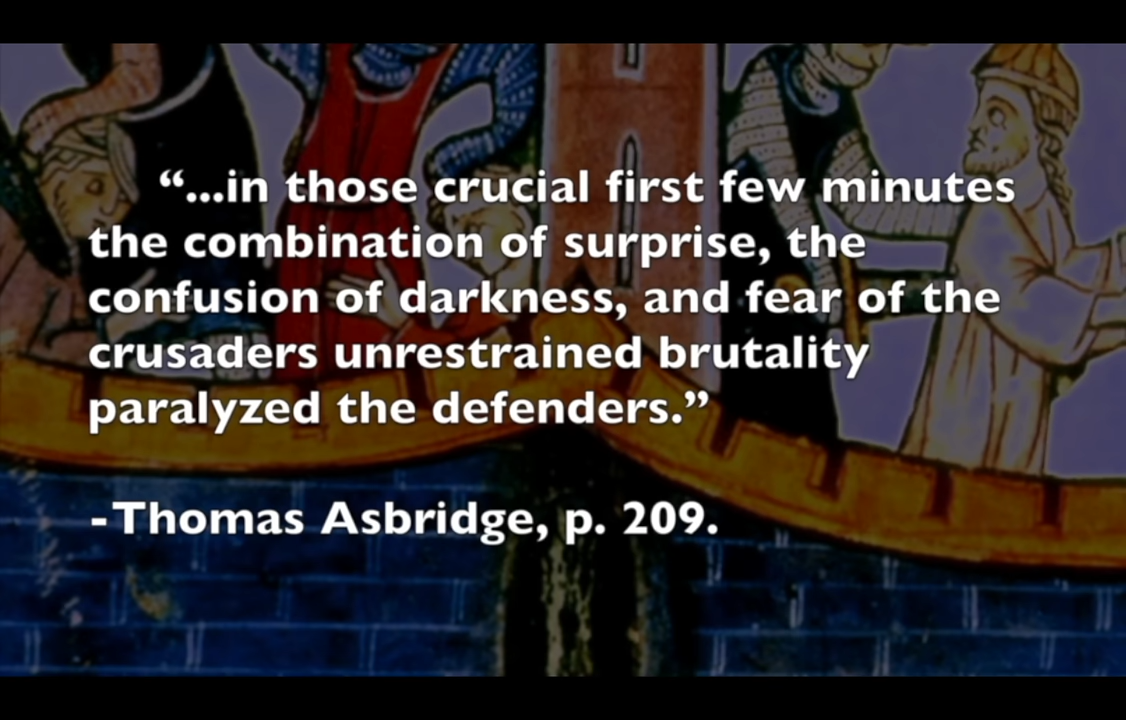 “...in those crucial first few minutes
the combination of surprise, the
confusion of darkness, and fear of the
crusaders unrestrained brutality
paralyzed the defenders.”
-Thomas Asbridge, p. 209.